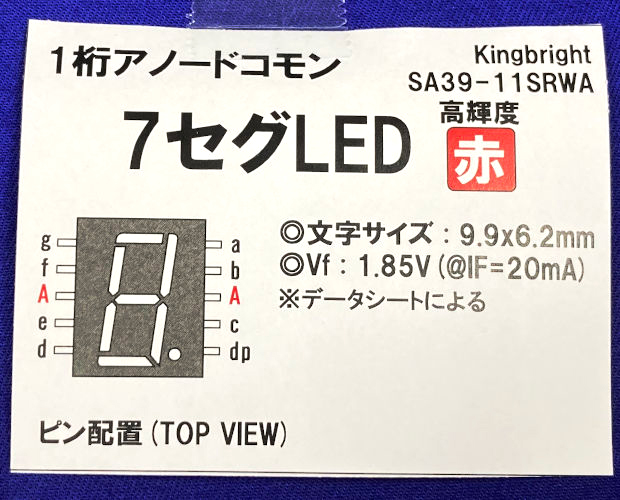 1桁アノードコモン
Kingbright
SA39-11SRWA
7セグLED
高輝度
赤
g a
f b
A A
e c
d dp
◎文字サイズ：9.9x6.2mm
◎Vf：1.85V(@IF=20mA)
※データシートによる
ピン配置(TOP VIEW)